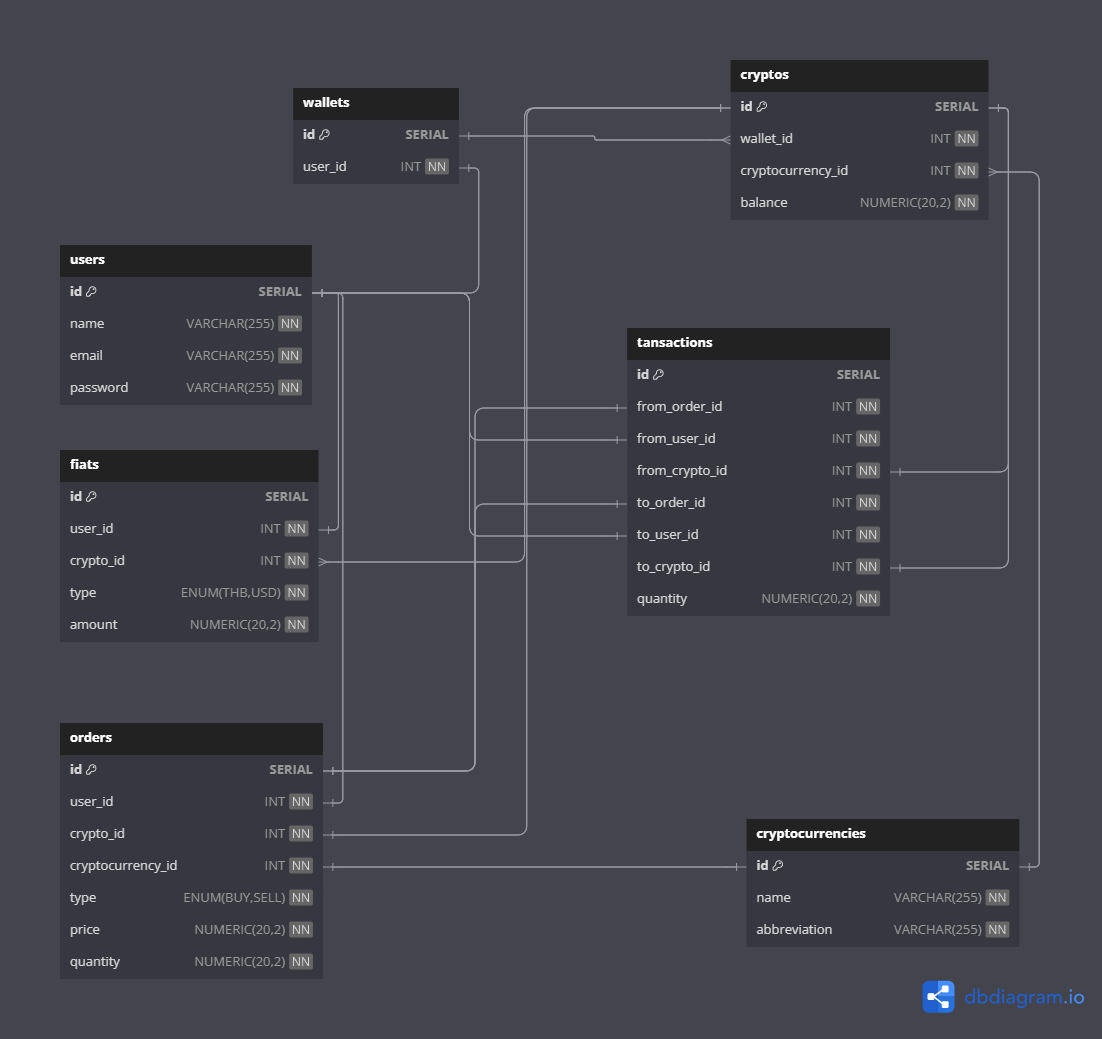 wallets
id SERIAL
user_id INT NN
cryptos
id SERIAL
wallet_id INT NN
cryptocurrency_id INT NN
balance NUMERIC(20,2) NN
users
id SERIAL
name VARCHAR(255) NN
email VARCHAR(255) NN
password VARCHAR(255) NN
tansactions
id SERIAL
from_order_id INT NN
from_user_id INT NN
from_crypto_id INT NN
to_order_id INT NN
to_user_id INT NN
to_crypto_id INT NN
quantity NUMERIC(20,2) NN
fiats
id SERIAL
user_id INT NN
crypto_id INT NN
type ENUM(THB,USD) NN
amount NUMERIC(20,2) NN
orders
id SERIAL
user_id INT NN
crypto_id INT NN
cryptocurrency_id INT NN
type ENUM(BUY,SELL) NN
price NUMERIC(20,2) NN
quantity NUMERIC(20,2) NN
cryptocurrencies
id SERIAL
name VARCHAR(255) NN
abbreviation VARCHAR(255) NN
dbdiagram.io